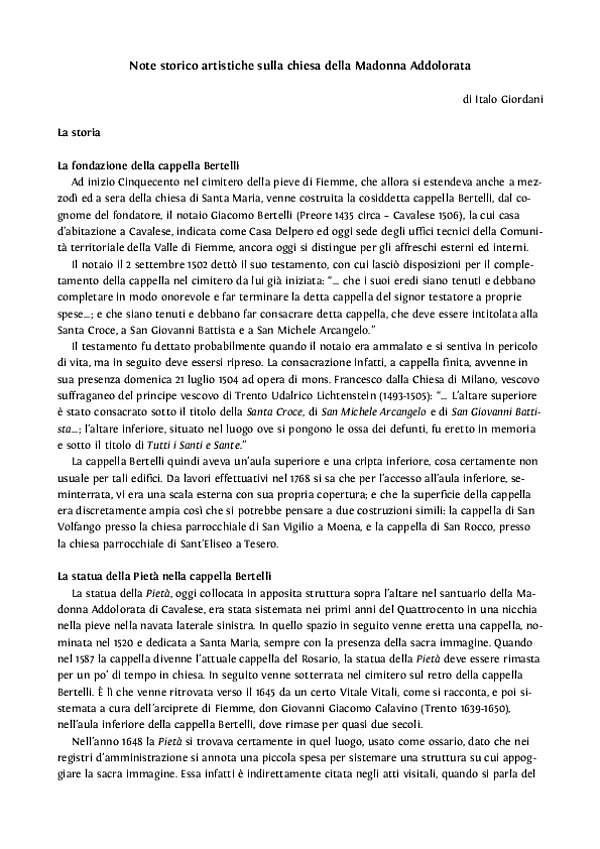 Note storico artistiche sulla chiesa della Madonna Addolorata
di Italo Giordani
La storia
La fondazione della cappella Bertelli
Ad inizio Cinquecento nel cimitero della pieve di Fiemme, che allora si estendeva anche a mez-
zodì ed a sera della chiesa di Santa Maria, venne costruita la cosiddetta cappella Bertelli, dal co-
gnome del fondatore, il notaio Giacomo Bertelli (Preore 1435 circa – Cavalese 1506), la cui casa
d'abitazione a Cavalese, indicata come Casa Delpero ed oggi sede degli uffici tecnici della Comuni-
tà territoriale della Valle di Fiemme, ancora oggi si distingue per gli affreschi esterni ed interni.
Il notaio il 2 settembre 1502 dettò il suo testamento, con cui lasciò disposizioni per il comple-
tamento della cappella nel cimitero da lui già iniziata: “… che i suoi eredi siano tenuti e debbano
completare in modo onorevole e far terminare la detta cappella del signor testatore a proprie
spese…; e che siano tenuti e debbano far consacrare detta cappella, che deve essere intitolata alla
Santa Croce, a San Giovanni Battista e a San Michele Arcangelo.”
Il testamento fu dettato probabilmente quando il notaio era ammalato e si sentiva in pericolo
di vita, ma in seguito deve essersi ripreso. La consacrazione infatti, a cappella finita, avvenne in
sua presenza domenica 21 luglio 1504 ad opera di mons. Francesco dalla Chiesa di Milano, vescovo
suffraganeo del principe vescovo di Trento Udalrico Lichtenstein (1493-1505): “… L'altare superiore
è stato consacrato sotto il titolo della Santa Croce, di San Michele Arcangelo e di San Giovanni Batti-
sta…; l'altare inferiore, situato nel luogo ove si pongono le ossa dei defunti, fu eretto in memoria
e sotto il titolo di Tutti i Santi e Sante.”
La cappella Bertelli quindi aveva un'aula superiore e una cripta inferiore, cosa certamente non
usuale per tali edifici. Da lavori effettuati nel 1768 si sa che per l'accesso all'aula inferiore, se-
minterrata, vi era una scala esterna con sua propria copertura; e che la superficie della cappella
era discretamente ampia così che si potrebbe pensare a due costruzioni simili: la cappella di San
Volfango presso la chiesa parrocchiale di San Vigilio a Moena, e la cappella di San Rocco, presso
la chiesa parrocchiale di Sant'Eliseo a Tesero.
La statua della Pietà nella cappella Bertelli
La statua della Pietà, oggi collocata in apposita struttura sopra l'altare nel santuario della Ma-
donna Addolorata di Cavalese, era stata sistemata nei primi anni del Quattrocento in una nicchia
nella pieve nella navata laterale sinistra. In quello spazio in seguito venne eretta una cappella, no-
minata nel 1520 e dedicata a Santa Maria, sempre con la presenza della sacra immagine. Quando
nel 1587 la cappella divenne l'attuale cappella del Rosario, la statua della Pietà deve essere rimasta
per un po' di tempo in chiesa. In seguito venne sotterrata nel cimitero sul retro della cappella
Bertelli. È lì che venne ritrovata verso il 1645 da un certo Vitale Vitali, come si racconta, e poi si-
stemata a cura dell'arciprete di Fiemme, don Giovanni Giacomo Calavino (Trento 1639-1650),
nell'aula inferiore della cappella Bertelli, dove rimase per quasi due secoli.
Nell'anno 1648 la Pietà si trovava certamente in quel luogo, usato come ossario, dato che nei
registri d'amministrazione si annota una piccola spesa per sistemare una struttura su cui appog-
giare la sacra immagine. Essa infatti è indirettamente citata negli atti visitali, quando si parla del